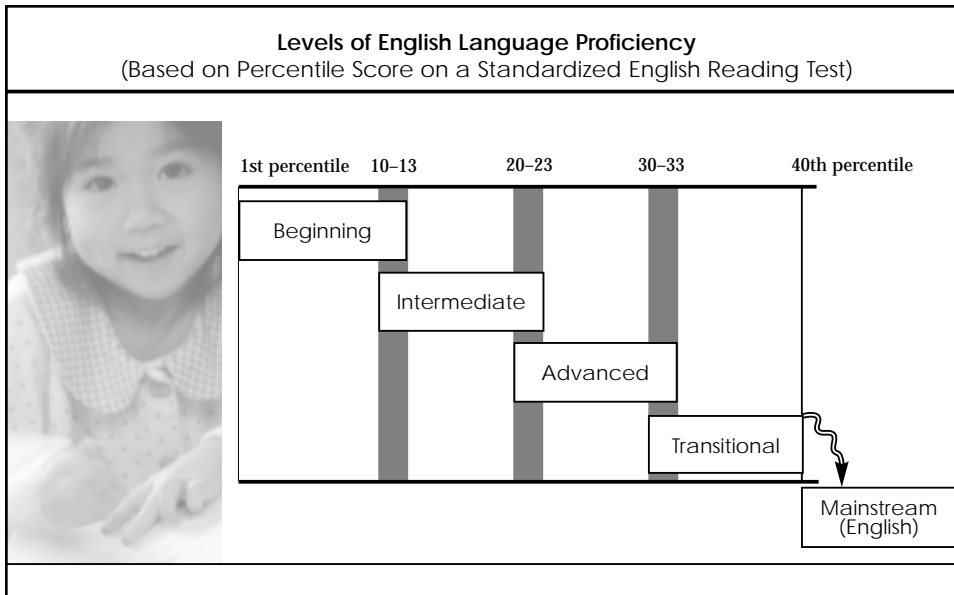 Levels of English Language Proficiency
(Based on Percentile Score on a Standardized English Reading Test)
1st percentile 10–13 20–23 30–33 40th percentile
Beginning
Intermediate
Advanced
Transitional
Mainstream
(English)